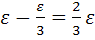 ε − ε/3 = 2/3 ε